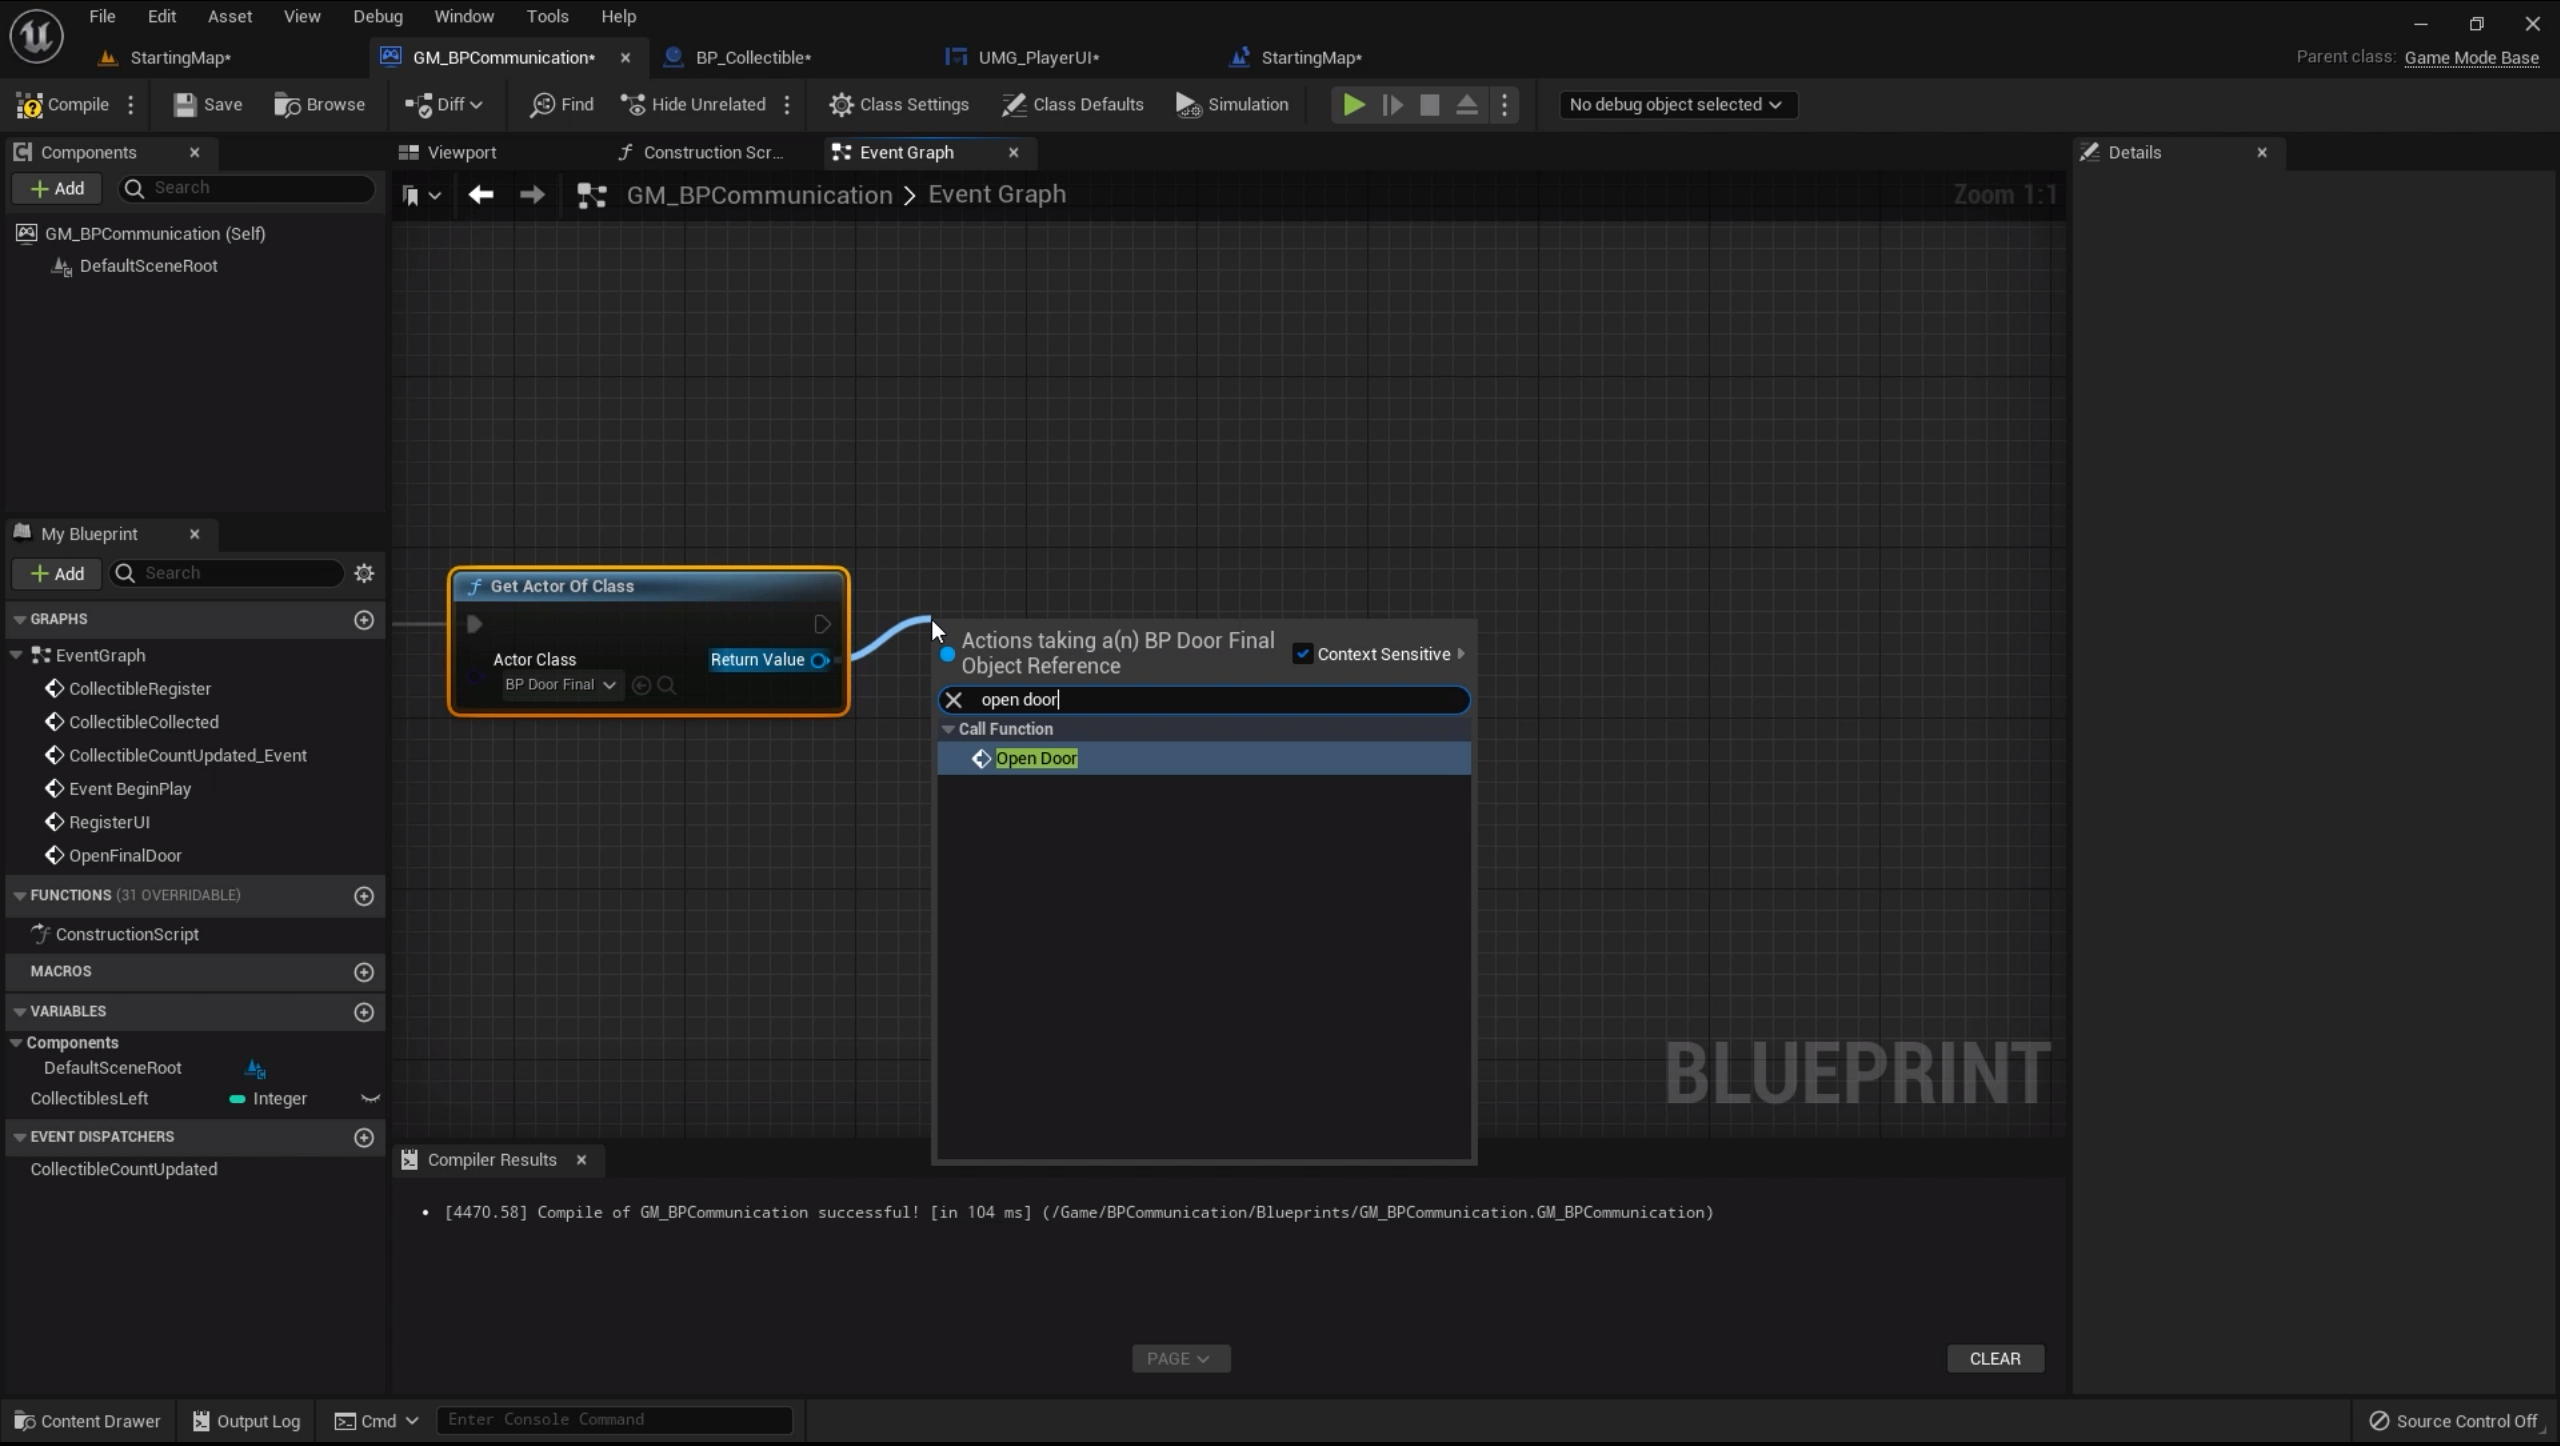 File Edit Asset View Debug Window Tools Help
StartingMap* GM_BPCommunication* BP_Collectible* UMG_PlayerUI* StartingMap* Parent class: Game Mode Base
Compile Save Browse Diff Find Hide Unrelated Class Settings Class Defaults Simulation No debug object selected
Components Viewport Construction Scr... Event Graph Details
Add Search GM_BPCommunication > Event Graph Zoom 1:1
GM_BPCommunication (Self)
DefaultSceneRoot
My Blueprint
Add Search
GRAPHS
EventGraph
CollectibleRegister
CollectibleCollected
CollectibleCountUpdated_Event
Event BeginPlay
RegisterUI
OpenFinalDoor
FUNCTIONS (31 OVERRIDABLE)
ConstructionScript
MACROS
VARIABLES
Components
DefaultSceneRoot
CollectiblesLeft Integer
EVENT DISPATCHERS
CollectibleCountUpdated
Get Actor Of Class
Actor Class Return Value
BP Door Final
Actions taking a(n) BP Door Final
Object Reference
Context Sensitive
open door
Call Function
Open Door
BLUEPRINT
Compiler Results
• [4470.58] Compile of GM_BPCommunication successful! [in 104 ms] (/Game/BPCommunication/Blueprints/GM_BPCommunication.GM_BPCommunication)
PAGE CLEAR
Content Drawer Output Log Cmd Enter Console Command Source Control Off